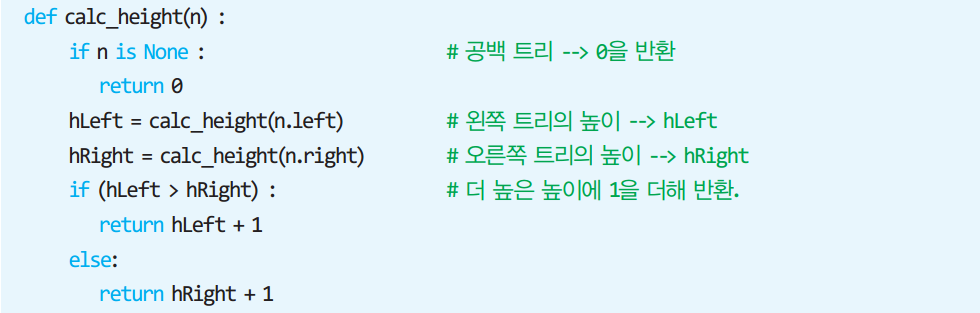 def calc_height(n) :
if n is None : # 공백 트리 --> 0을 반환
return 0
hLeft = calc_height(n.left) # 왼쪽 트리의 높이 --> hLeft
hRight = calc_height(n.right) # 오른쪽 트리의 높이 --> hRight
if (hLeft > hRight) : # 더 높은 높이에 1을 더해 반환.
return hLeft + 1
else:
return hRight + 1